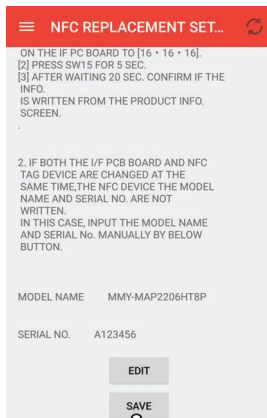 NFC REPLACEMENT SET...
ON THE IF PC BOARD TO [16・16・16].
[2] PRESS SW15 FOR 5 SEC.
[3] AFTER WAITING 20 SEC. CONFIRM IF THE
INFO.
IS WRITTEN FROM THE PRODUCT INFO.
SCREEN.
.
2. IF BOTH THE I/F PCB BOARD AND NFC
TAG DEVICE ARE CHANGED AT THE
SAME TIME,THE NFC DEVICE THE MODEL
NAME AND SERIAL NO. ARE NOT
WRITTEN.
IN THIS CASE, INPUT THE MODEL NAME
AND SERIAL No. MANUALLY BY BELOW
BUTTON.
MODEL NAME MMY-MAP2206HT8P
SERIAL NO. A123456
EDIT
SAVE